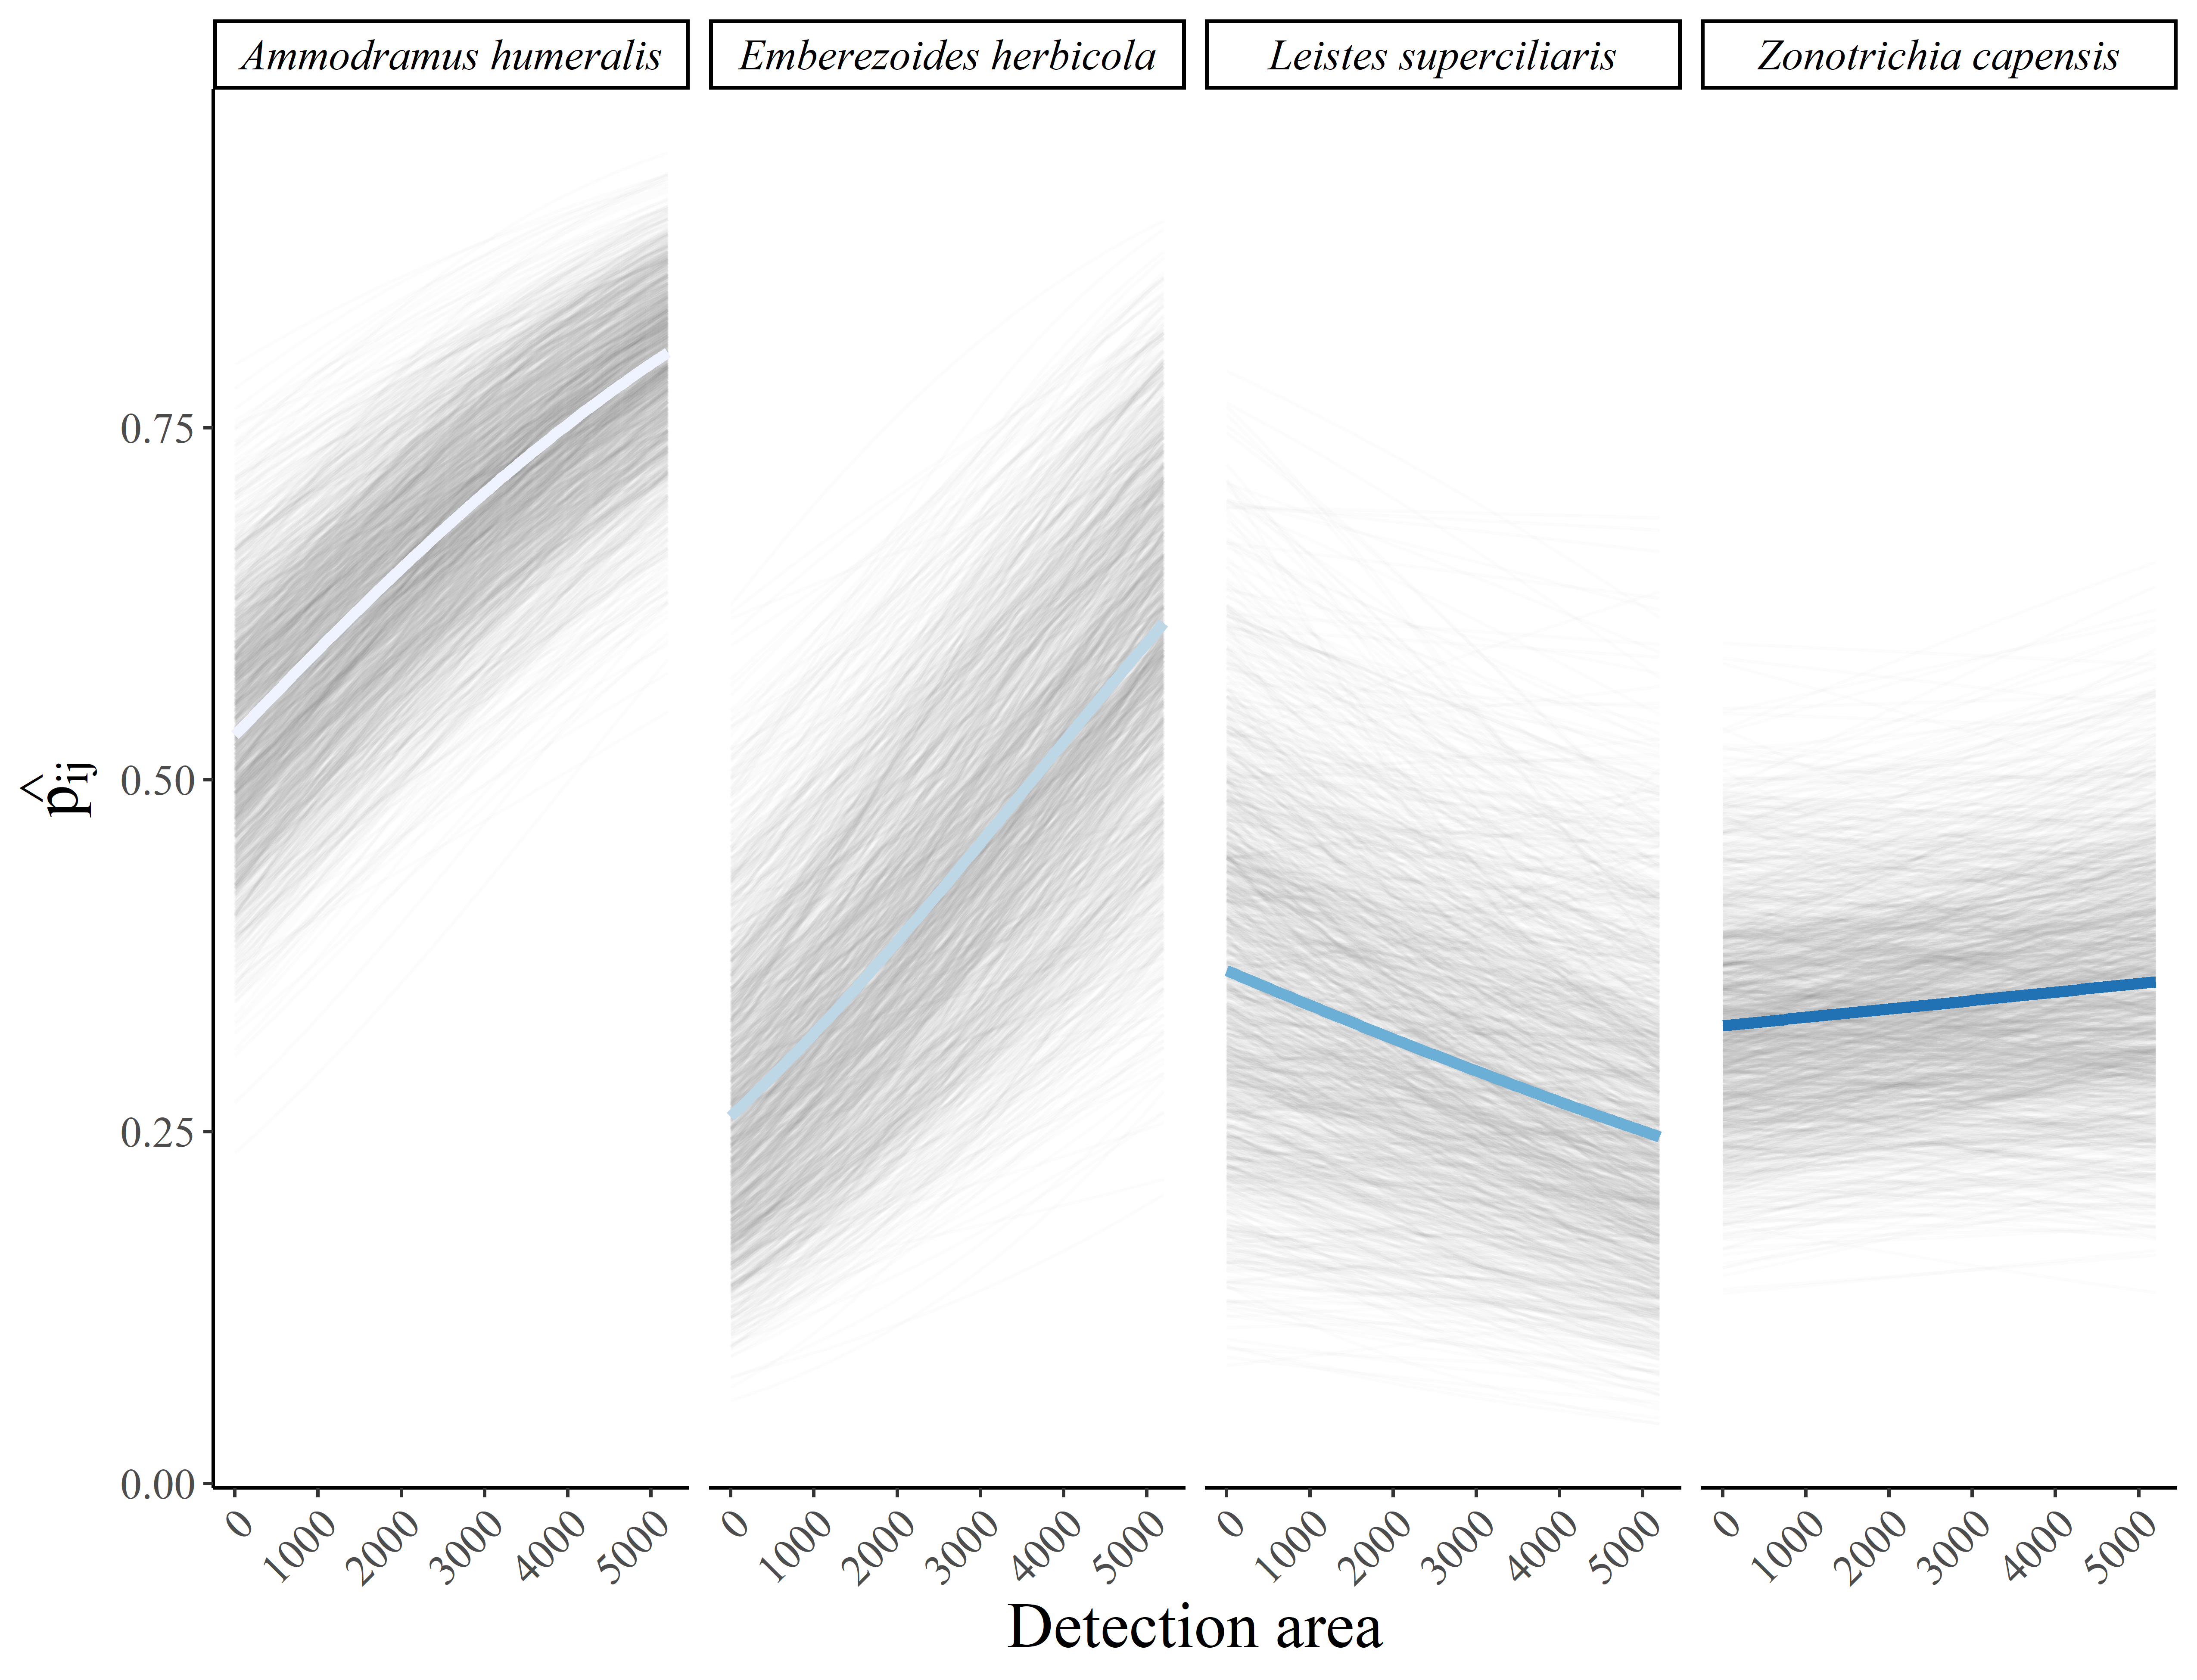 Ammodramus humeralis
Emberezoides herbicola
Leistes superciliaris
Zonotrichia capensis
p̂ij
0.75
0.50
0.25
0.00
0 1000 2000 3000 4000 5000
0 1000 2000 3000 4000 5000
0 1000 2000 3000 4000 5000
0 1000 2000 3000 4000 5000
Detection area